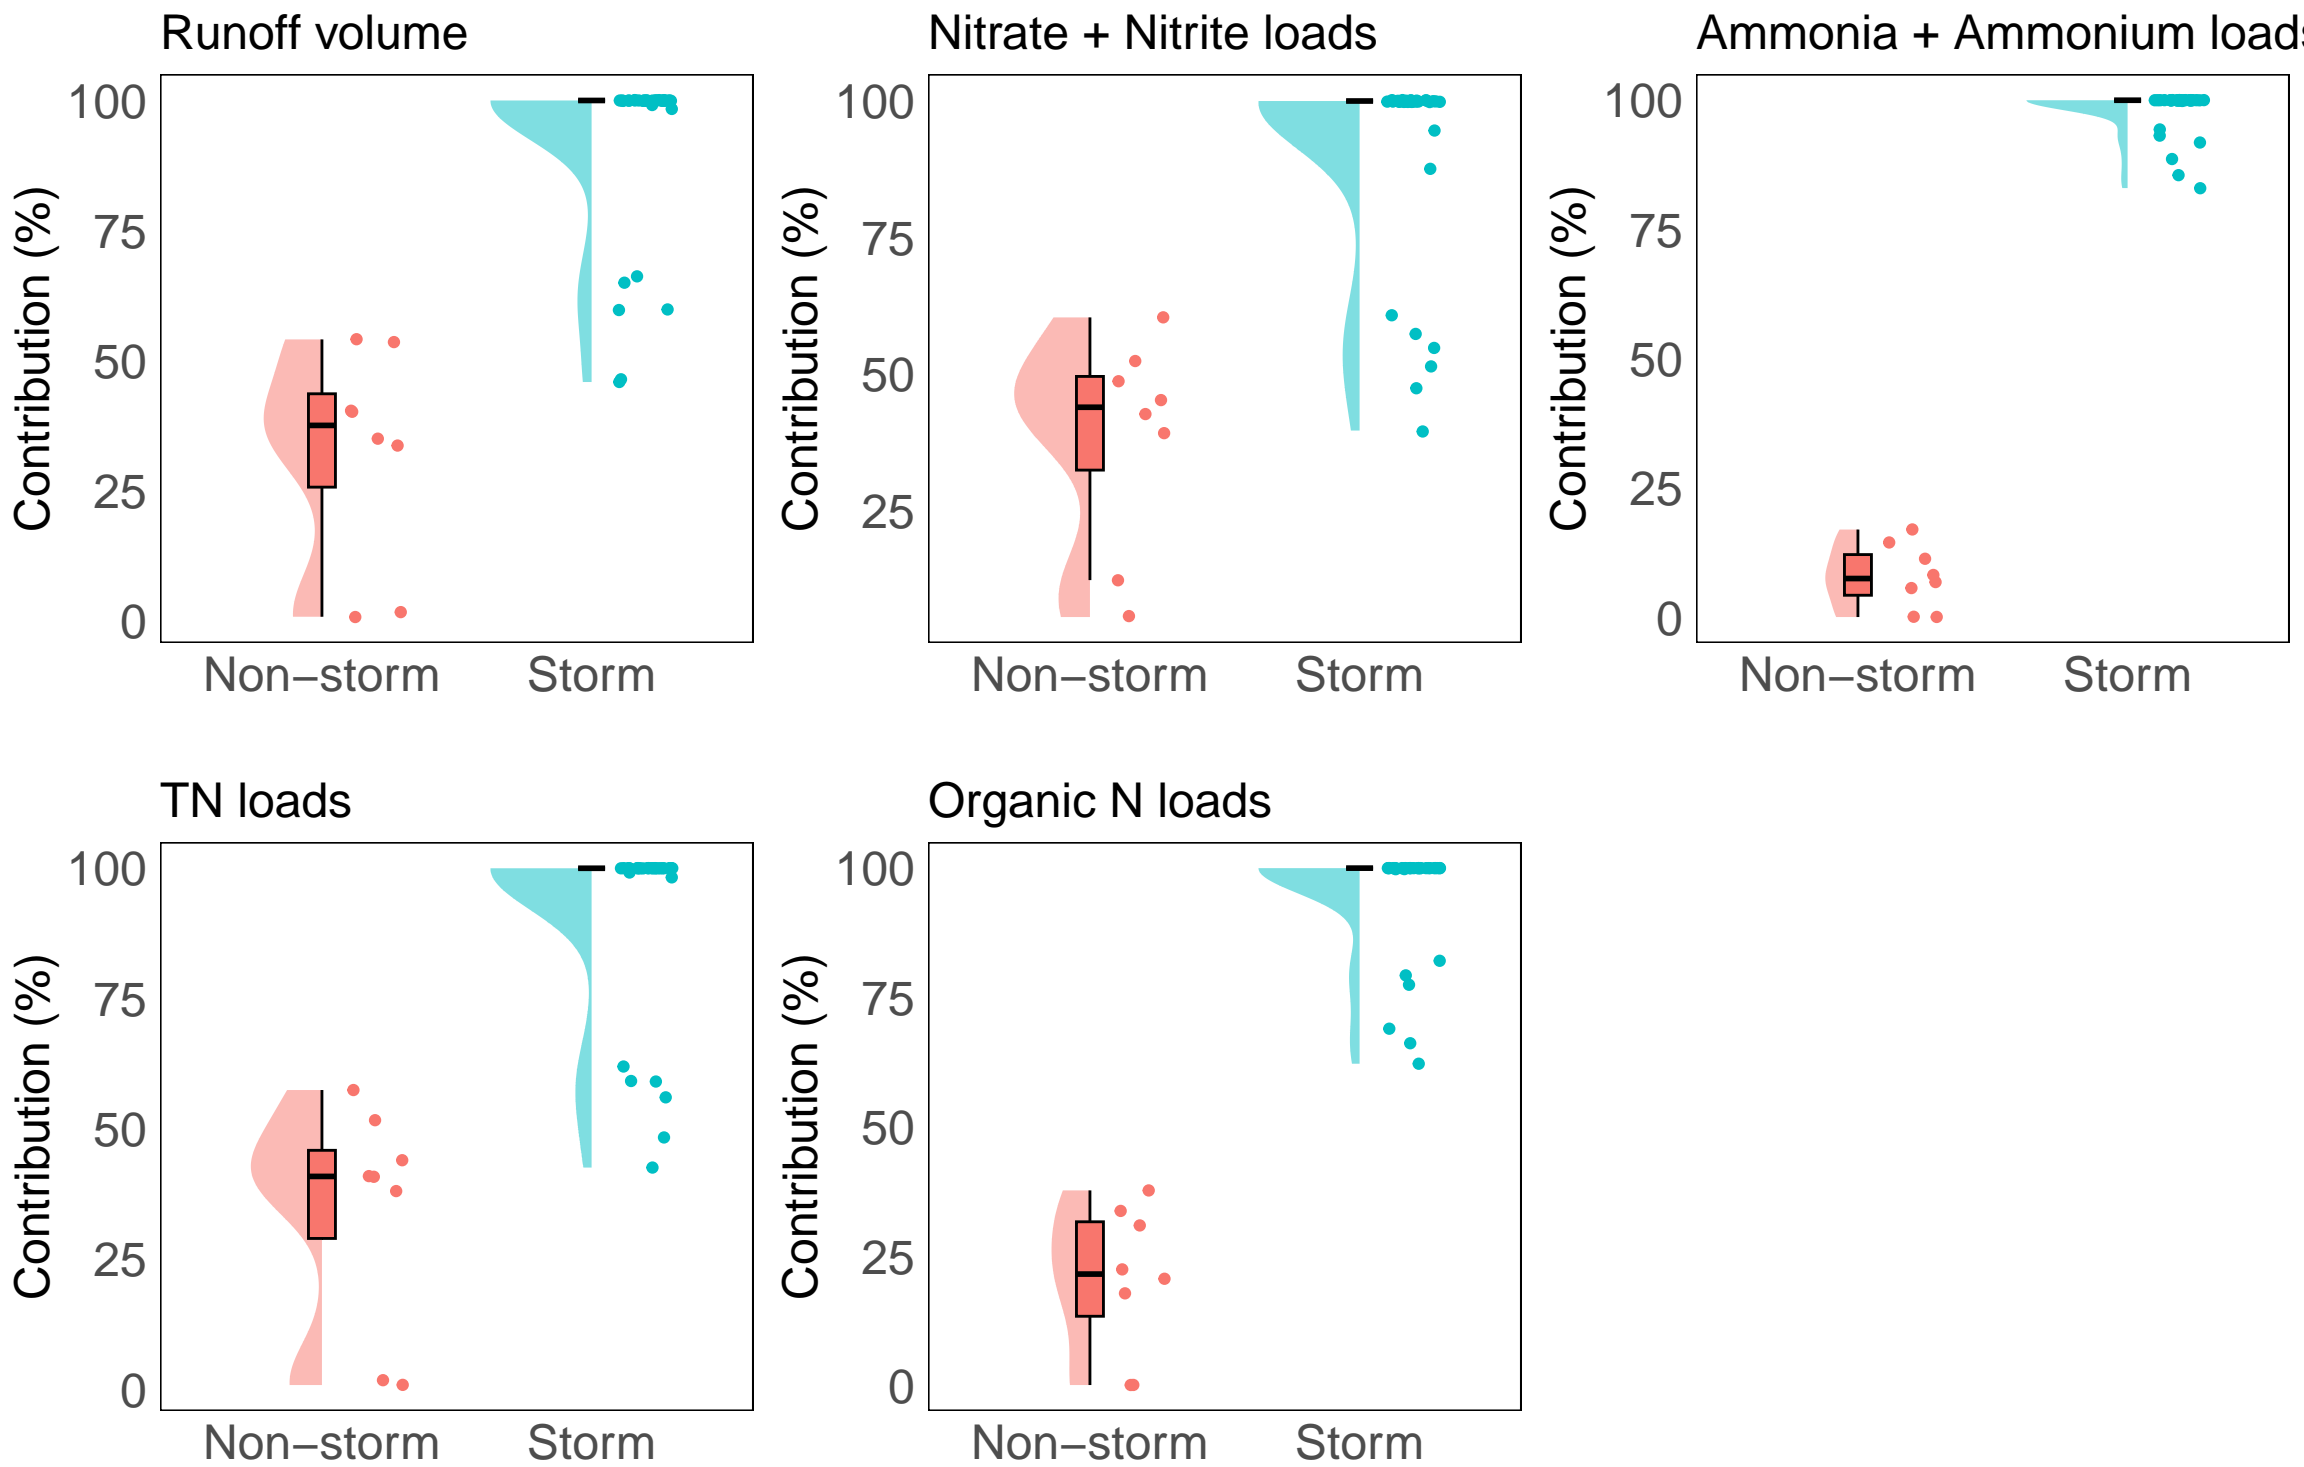 Runoff volume
Contribution (%)
100
75
50
25
0
Non−storm
Storm
Nitrate + Nitrite loads
Contribution (%)
100
75
50
25
Non−storm
Storm
Ammonia + Ammonium loads
Contribution (%)
100
75
50
25
0
Non−storm
Storm
TN loads
Contribution (%)
100
75
50
25
0
Non−storm
Storm
Organic N loads
Contribution (%)
100
75
50
25
0
Non−storm
Storm